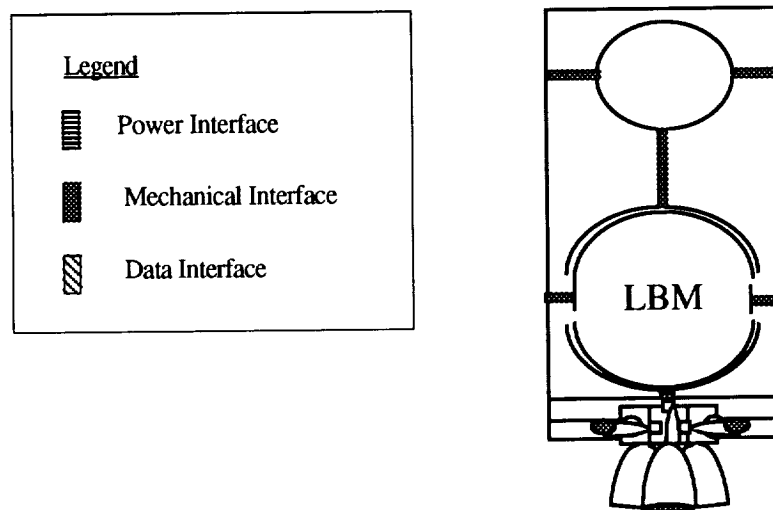 Legend
Power Interface
Mechanical Interface
Data Interface
LBM